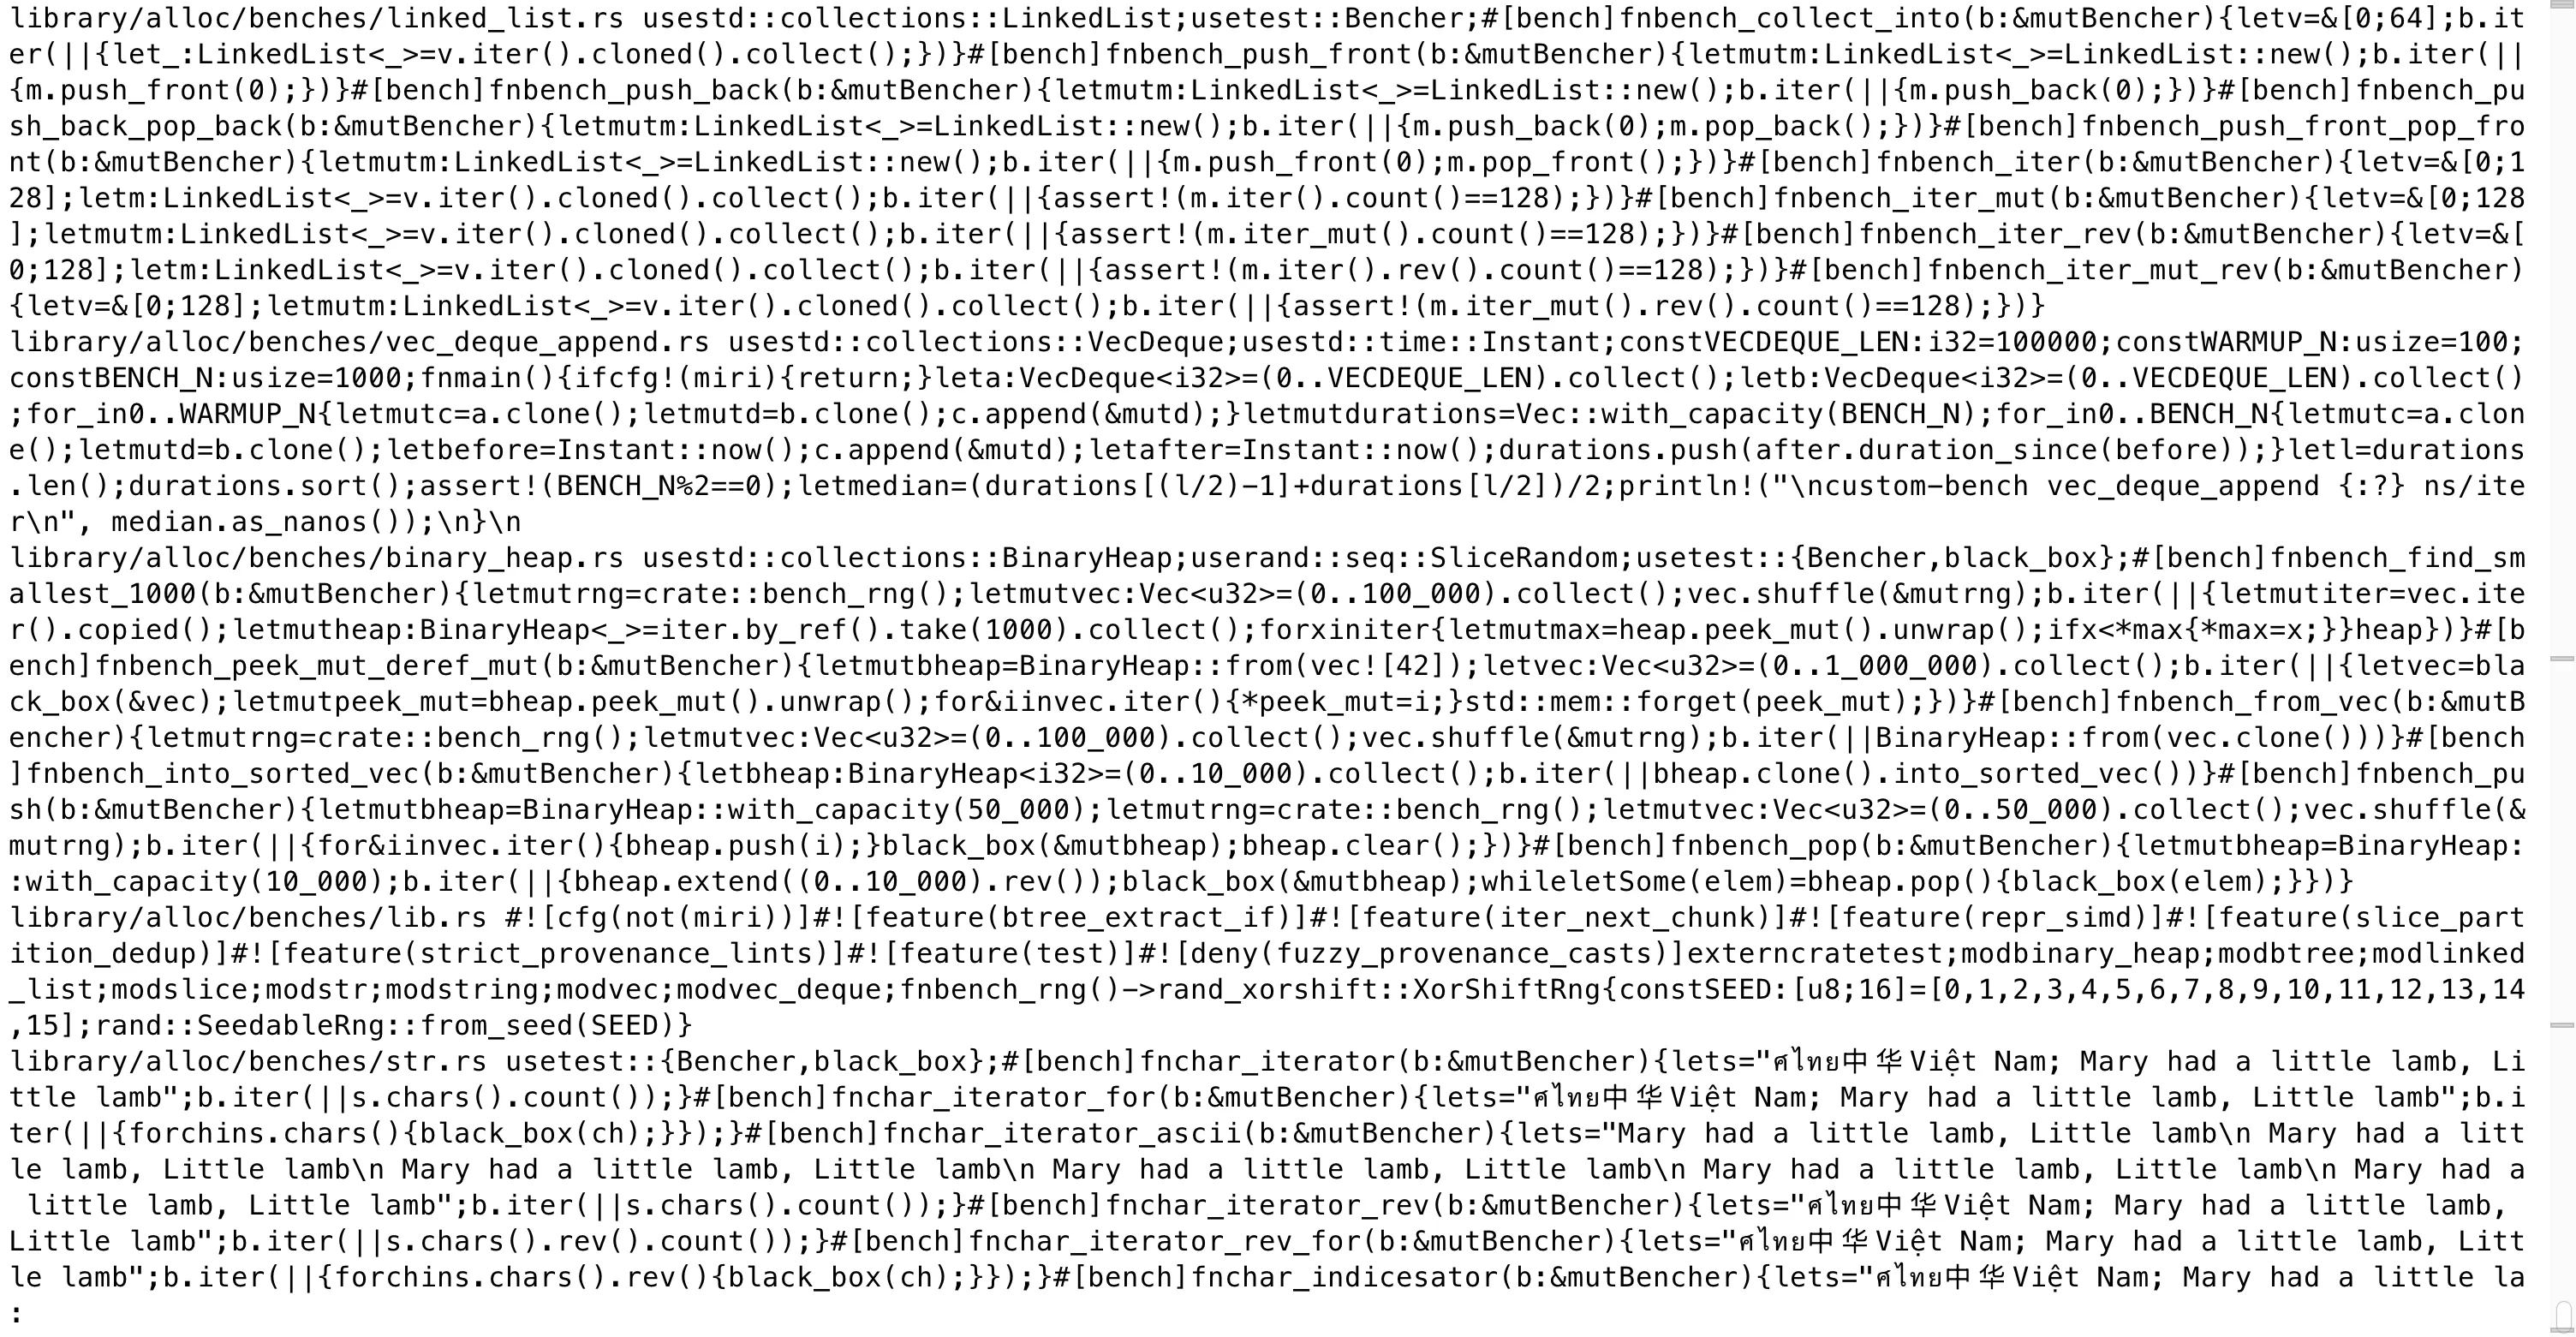 library/alloc/benches/linked_list.rs usestd::collections::LinkedList;usetest::Bencher;#[bench]fnbench_collect_into(b:&mutBencher){letv=&[0;64];b.it
er(||{let_:LinkedList<_>=v.iter().cloned().collect();})}#[bench]fnbench_push_front(b:&mutBencher){letmutm:LinkedList<_>=LinkedList::new();b.iter(||
{m.push_front(0);})}#[bench]fnbench_push_back(b:&mutBencher){letmutm:LinkedList<_>=LinkedList::new();b.iter(||{m.push_back(0);})}#[bench]fnbench_pu
sh_back_pop_back(b:&mutBencher){letmutm:LinkedList<_>=LinkedList::new();b.iter(||{m.push_back(0);m.pop_back();})}#[bench]fnbench_push_front_pop_fro
nt(b:&mutBencher){letmutm:LinkedList<_>=LinkedList::new();b.iter(||{m.push_front(0);m.pop_front();})}#[bench]fnbench_iter(b:&mutBencher){letv=&[0;1
28];letm:LinkedList<_>=v.iter().cloned().collect();b.iter(||{assert!(m.iter().count()==128);})}#[bench]fnbench_iter_mut(b:&mutBencher){letv=&[0;128
];letmutm:LinkedList<_>=v.iter().cloned().collect();b.iter(||{assert!(m.iter_mut().count()==128);})}#[bench]fnbench_iter_rev(b:&mutBencher){letv=&[
0;128];letm:LinkedList<_>=v.iter().cloned().collect();b.iter(||{assert!(m.iter().rev().count()==128);})}#[bench]fnbench_iter_mut_rev(b:&mutBencher)
{letv=&[0;128];letmutm:LinkedList<_>=v.iter().cloned().collect();b.iter(||{assert!(m.iter_mut().rev().count()==128);})}
library/alloc/benches/vec_deque_append.rs usestd::collections::VecDeque;usestd::time::Instant;constVECDEQUE_LEN:i32=100000;constWARMUP_N:usize=100;
constBENCH_N:usize=1000;fnmain(){ifcfg!(miri){return;}leta:VecDeque<i32>=(0..VECDEQUE_LEN).collect();letb:VecDeque<i32>=(0..VECDEQUE_LEN).collect()
;for_in0..WARMUP_N{letmutc=a.clone();letmutd=b.clone();c.append(&mutd);}letmutdurations=Vec::with_capacity(BENCH_N);for_in0..BENCH_N{letmutc=a.clon
e();letmutd=b.clone();letbefore=Instant::now();c.append(&mutd);letafter=Instant::now();durations.push(after.duration_since(before));}letl=durations
.len();durations.sort();assert!(BENCH_N%2==0);letmedian=(durations[(l/2)-1]+durations[l/2])/2;println!("\ncustom-bench vec_deque_append {:?} ns/ite
r\n", median.as_nanos());\n}\n
library/alloc/benches/binary_heap.rs usestd::collections::BinaryHeap;userand::seq::SliceRandom;usetest::{Bencher,black_box};#[bench]fnbench_find_sm
allest_1000(b:&mutBencher){letmutrng=crate::bench_rng();letmutvec:Vec<u32>=(0..100_000).collect();vec.shuffle(&mutrng);b.iter(||{letmutiter=vec.ite
r().copied();letmutheap:BinaryHeap<_>=iter.by_ref().take(1000).collect();forxiniter{letmutmax=heap.peek_mut().unwrap();ifx<*max{*max=x;}}heap})}#[b
ench]fnbench_peek_mut_deref_mut(b:&mutBencher){letmutbheap=BinaryHeap::from(vec![42]);letvec:Vec<u32>=(0..1_000_000).collect();b.iter(||{letvec=bla
ck_box(&vec);letmutpeek_mut=bheap.peek_mut().unwrap();for&iinvec.iter(){*peek_mut=i;}std::mem::forget(peek_mut);})}#[bench]fnbench_from_vec(b:&mutB
encher){letmutrng=crate::bench_rng();letmutvec:Vec<u32>=(0..100_000).collect();vec.shuffle(&mutrng);b.iter(||BinaryHeap::from(vec.clone()))}#[bench
]fnbench_into_sorted_vec(b:&mutBencher){letbheap:BinaryHeap<i32>=(0..10_000).collect();b.iter(||bheap.clone().into_sorted_vec())}#[bench]fnbench_pu
sh(b:&mutBencher){letmutbheap=BinaryHeap::with_capacity(50_000);letmutrng=crate::bench_rng();letmutvec:Vec<u32>=(0..50_000).collect();vec.shuffle(&
mutrng);b.iter(||{for&iinvec.iter(){bheap.push(i);}black_box(&mutbheap);bheap.clear();})}#[bench]fnbench_pop(b:&mutBencher){letmutbheap=BinaryHeap:
:with_capacity(10_000);b.iter(||{bheap.extend((0..10_000).rev());black_box(&mutbheap);whileletSome(elem)=bheap.pop(){black_box(elem);}})}
library/alloc/benches/lib.rs #![cfg(not(miri))]#![feature(btree_extract_if)]#![feature(iter_next_chunk)]#![feature(repr_simd)]#![feature(slice_part
ition_dedup)]#![feature(strict_provenance_lints)]#![feature(test)]#![deny(fuzzy_provenance_casts)]externcratetest;modbinary_heap;modbtree;modlinked
_list;modslice;modstr;modstring;modvec;modvec_deque;fnbench_rng()->rand_xorshift::XorShiftRng{constSEED:[u8;16]=[0,1,2,3,4,5,6,7,8,9,10,11,12,13,14
,15];rand::SeedableRng::from_seed(SEED)}
library/alloc/benches/str.rs usetest::{Bencher,black_box};#[bench]fnchar_iterator(b:&mutBencher){lets="ศไทย中华Việt Nam; Mary had a little lamb, Li
ttle lamb";b.iter(||s.chars().count());}#[bench]fnchar_iterator_for(b:&mutBencher){lets="ศไทย中华Việt Nam; Mary had a little lamb, Little lamb";b.i
ter(||{forchins.chars(){black_box(ch);}});}#[bench]fnchar_iterator_ascii(b:&mutBencher){lets="Mary had a little lamb, Little lamb\n Mary had a litt
le lamb, Little lamb\n Mary had a little lamb, Little lamb\n Mary had a little lamb, Little lamb\n Mary had a little lamb, Little lamb\n Mary had a
 little lamb, Little lamb";b.iter(||s.chars().count());}#[bench]fnchar_iterator_rev(b:&mutBencher){lets="ศไทย中华Việt Nam; Mary had a little lamb, 
Little lamb";b.iter(||s.chars().rev().count());}#[bench]fnchar_iterator_rev_for(b:&mutBencher){lets="ศไทย中华Việt Nam; Mary had a little lamb, Litt
le lamb";b.iter(||{forchins.chars().rev(){black_box(ch);}});}#[bench]fnchar_indicesator(b:&mutBencher){lets="ศไทย中华Việt Nam; Mary had a little la
: